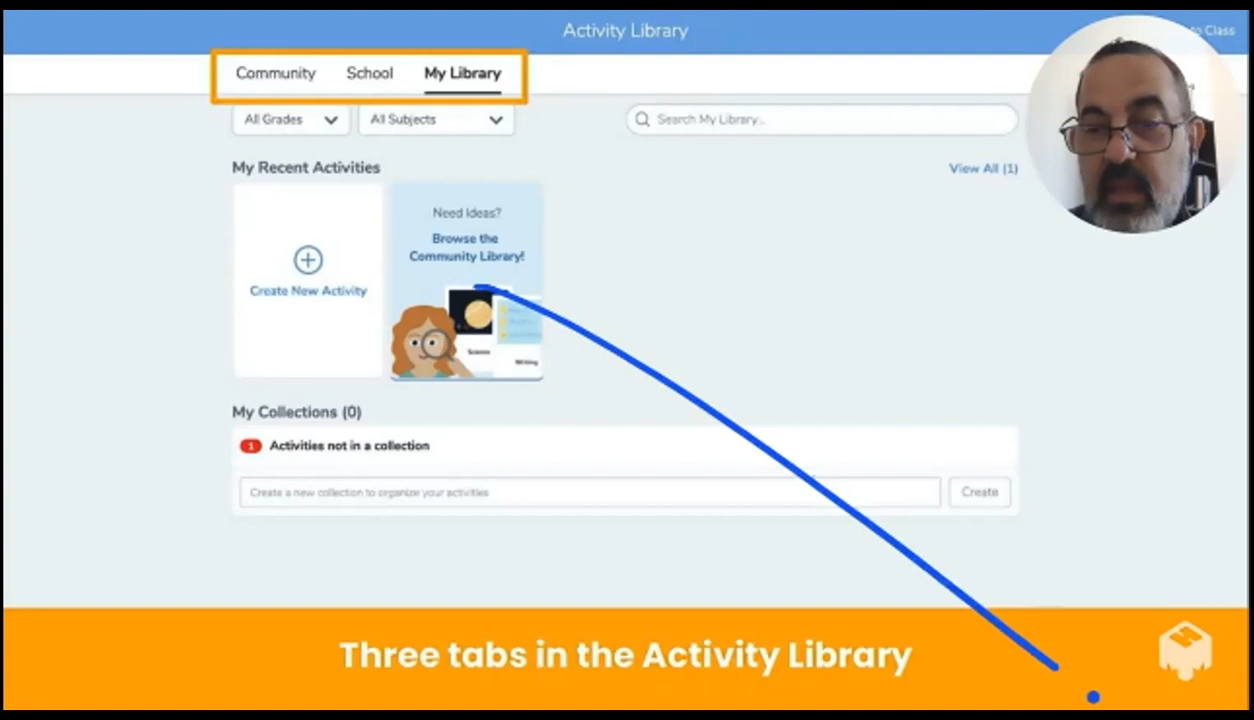 Activity Library
to Class
Community School My Library
All Grades All Subjects Search My Library...
My Recent Activities View All (1)
Need Ideas?
Browse the
Community Library!
Create New Activity
Science
Writing
My Collections (0)
1 Activities not in a collection
Create a new collection to organize your activities Create
Three tabs in the Activity Library